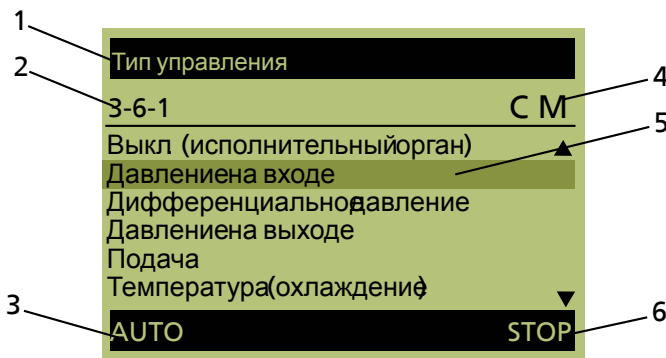 1
Тип управления
2
3-6-1 C M 4
5
Выкл (исполнительныйорган) ▲
Давлениена входе
Дифференциальноедавление
Давлениена выходе
Подача
Температура(охлаждение) ▼
3 AUTO STOP 6